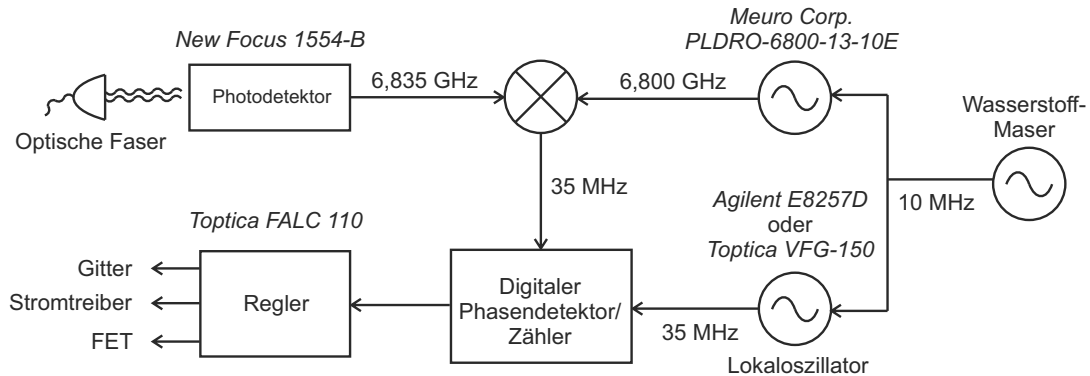 Meuro Corp.
PLDRO-6800-13-10E
New Focus 1554-B
6,835 GHz
6,800 GHz
Photodetektor
Optische Faser
Wasserstoff-
Maser
35 MHz
10 MHz
Agilent E8257D
oder
Toptica VFG-150
Toptica FALC 110
Gitter
Stromtreiber
FET
Regler
Digitaler
Phasendetektor/
Zähler
35 MHz
Lokaloszillator